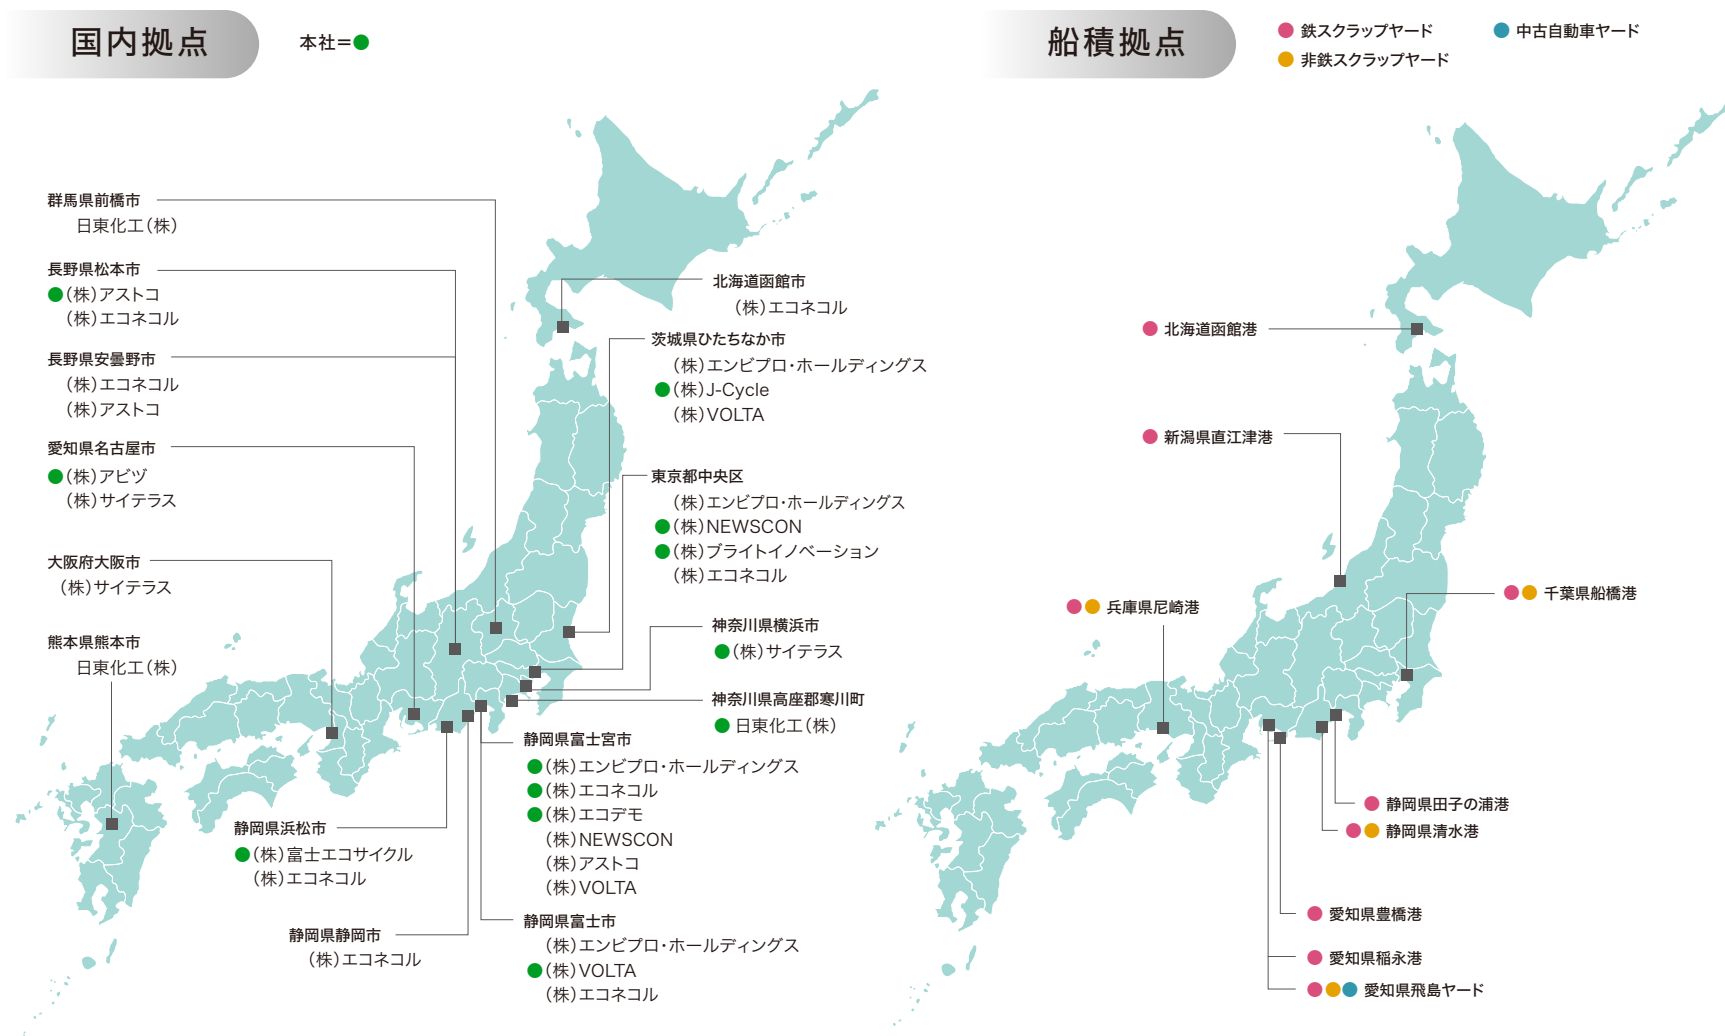 国内拠点
本社＝●
群馬県前橋市
日東化工（株）
長野県松本市
●（株）アストコ
（株）エコネコル
長野県安曇野市
（株）エコネコル
（株）アストコ
愛知県名古屋市
●（株）アビヅ
（株）サイテラス
大阪府大阪市
（株）サイテラス
熊本県熊本市
日東化工（株）
北海道函館市
（株）エコネコル
茨城県ひたちなか市
（株）エンビプロ・ホールディングス
●（株）J-Cycle
（株）VOLTA
東京都中央区
（株）エンビプロ・ホールディングス
●（株）NEWSCON
●（株）ブライトイノベーション
（株）エコネコル
神奈川県横浜市
●（株）サイテラス
神奈川県高座郡寒川町
●日東化工（株）
静岡県富士宮市
●（株）エンビプロ・ホールディングス
●（株）エコネコル
●（株）エコデモ
（株）NEWSCON
（株）アストコ
（株）VOLTA
静岡県浜松市
●（株）富士エコサイクル
（株）エコネコル
静岡県静岡市
（株）エコネコル
静岡県富士市
（株）エンビプロ・ホールディングス
●（株）VOLTA
（株）エコネコル
船積拠点
●鉄スクラップヤード
●中古自動車ヤード
●非鉄スクラップヤード
●北海道函館港
●新潟県直江津港
●●兵庫県尼崎港
●●千葉県船橋港
●静岡県田子の浦港
●●静岡県清水港
●愛知県豊橋港
●愛知県稲永港
●●●愛知県飛島ヤード